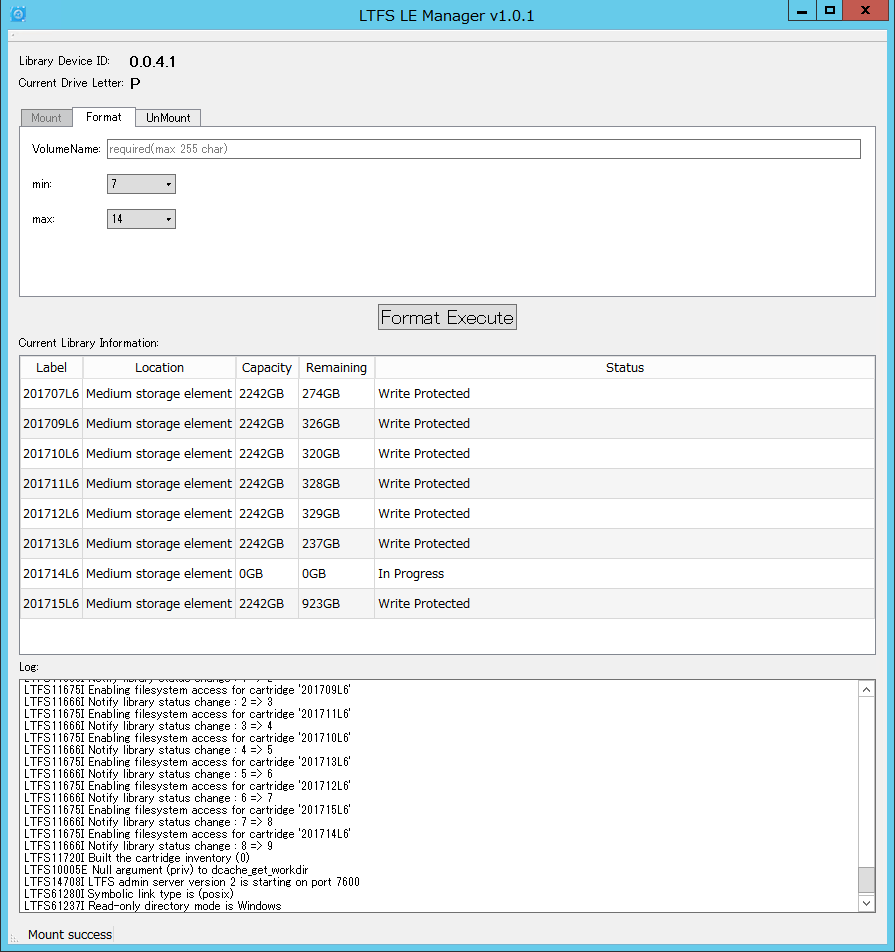 LTFS LE Manager v1.0.1
Library Device ID: 0.0.4.1
Current Drive Letter: P
Mount Format UnMount
VolumeName: required(max 255 char)
min: 7
max: 14
Format Execute
Current Library Information:
Label Location Capacity Remaining Status
201707L6 Medium storage element 2242GB 274GB Write Protected
201709L6 Medium storage element 2242GB 326GB Write Protected
201710L6 Medium storage element 2242GB 320GB Write Protected
201711L6 Medium storage element 2242GB 328GB Write Protected
201712L6 Medium storage element 2242GB 329GB Write Protected
201713L6 Medium storage element 2242GB 237GB Write Protected
201714L6 Medium storage element 0GB 0GB In Progress
201715L6 Medium storage element 2242GB 923GB Write Protected
Log:
LTFS11675I Enabling filesystem access for cartridge '201709L6'
LTFS11666I Notify library status change : 2 => 3
LTFS11675I Enabling filesystem access for cartridge '201711L6'
LTFS11666I Notify library status change : 3 => 4
LTFS11675I Enabling filesystem access for cartridge '201710L6'
LTFS11666I Notify library status change : 4 => 5
LTFS11675I Enabling filesystem access for cartridge '201713L6'
LTFS11666I Notify library status change : 5 => 6
LTFS11675I Enabling filesystem access for cartridge '201712L6'
LTFS11666I Notify library status change : 6 => 7
LTFS11675I Enabling filesystem access for cartridge '201715L6'
LTFS11666I Notify library status change : 7 => 8
LTFS11675I Enabling filesystem access for cartridge '201714L6'
LTFS11666I Notify library status change : 8 => 9
LTFS11720I Built the cartridge inventory (0)
LTFS10005E Null argument (priv) to dcache_get_workdir
LTFS14708I LTFS admin server version 2 is starting on port 7600
LTFS61280I Symbolic link type is (posix)
LTFS61237I Read-only directory mode is Windows
Mount success